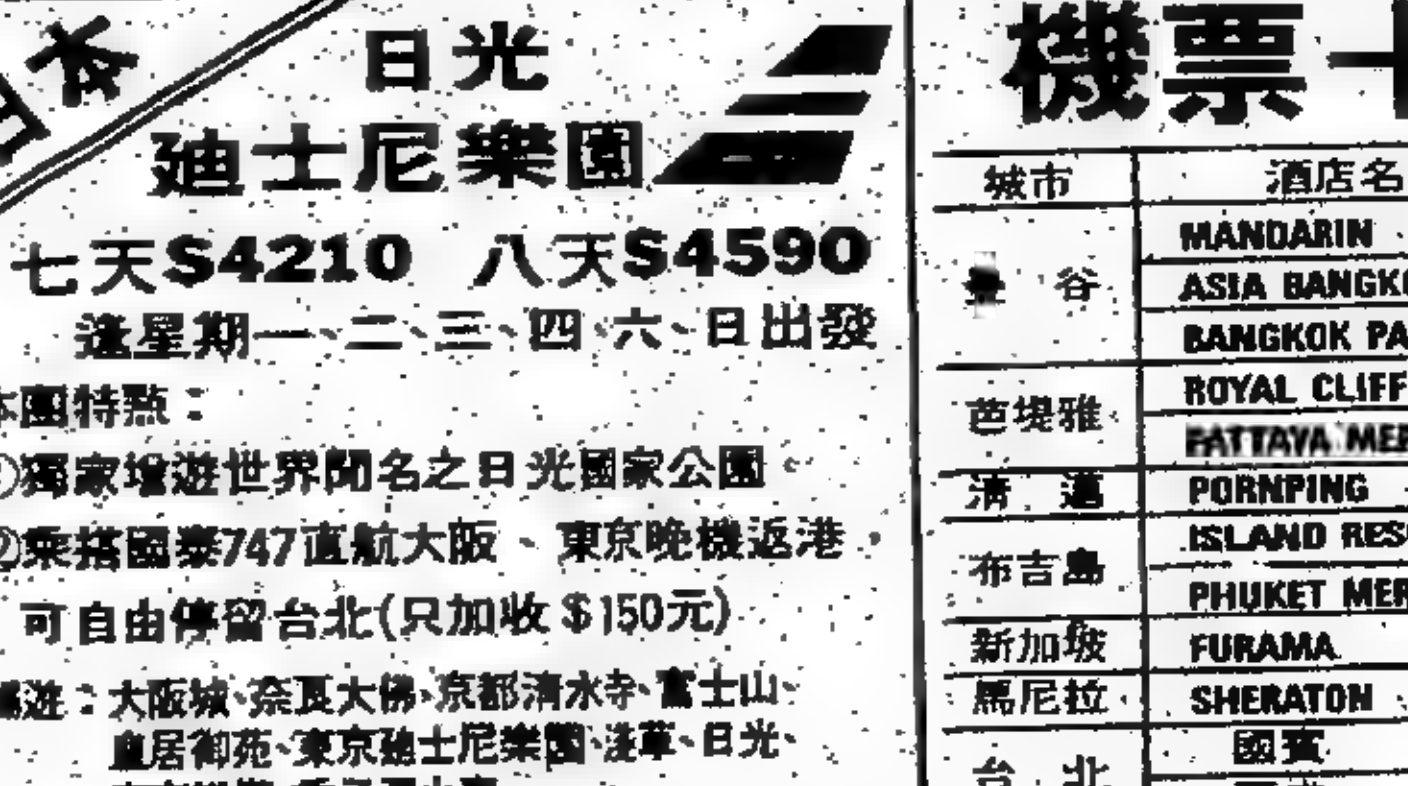 日本
日光
廸士尼樂園
七天$4210 八天$4590
逢星期一、二、三、四、六、日出發
本團特點：
①獨家增遊世界聞名之日光國家公園
②乘搭國泰747直航大阪、東京晚機返港
可自由停留台北(只加收$150元)
暢遊：大阪城、奈良大佛、京都清水寺、富士山、
皇居御苑、東京廸士尼樂園、淺草、日光、
機票
城市 酒店名
谷
MANDARIN
ASIA BANGKO
BANGKOK PA
芭堤雅
ROYAL CLIFF
PATTAYA MER
清邁
PORNPING
布吉島
ISLAND RESO
PHUKET MER
新加坡
FURAMA
馬尼拉
SHERATON
台北
國賓